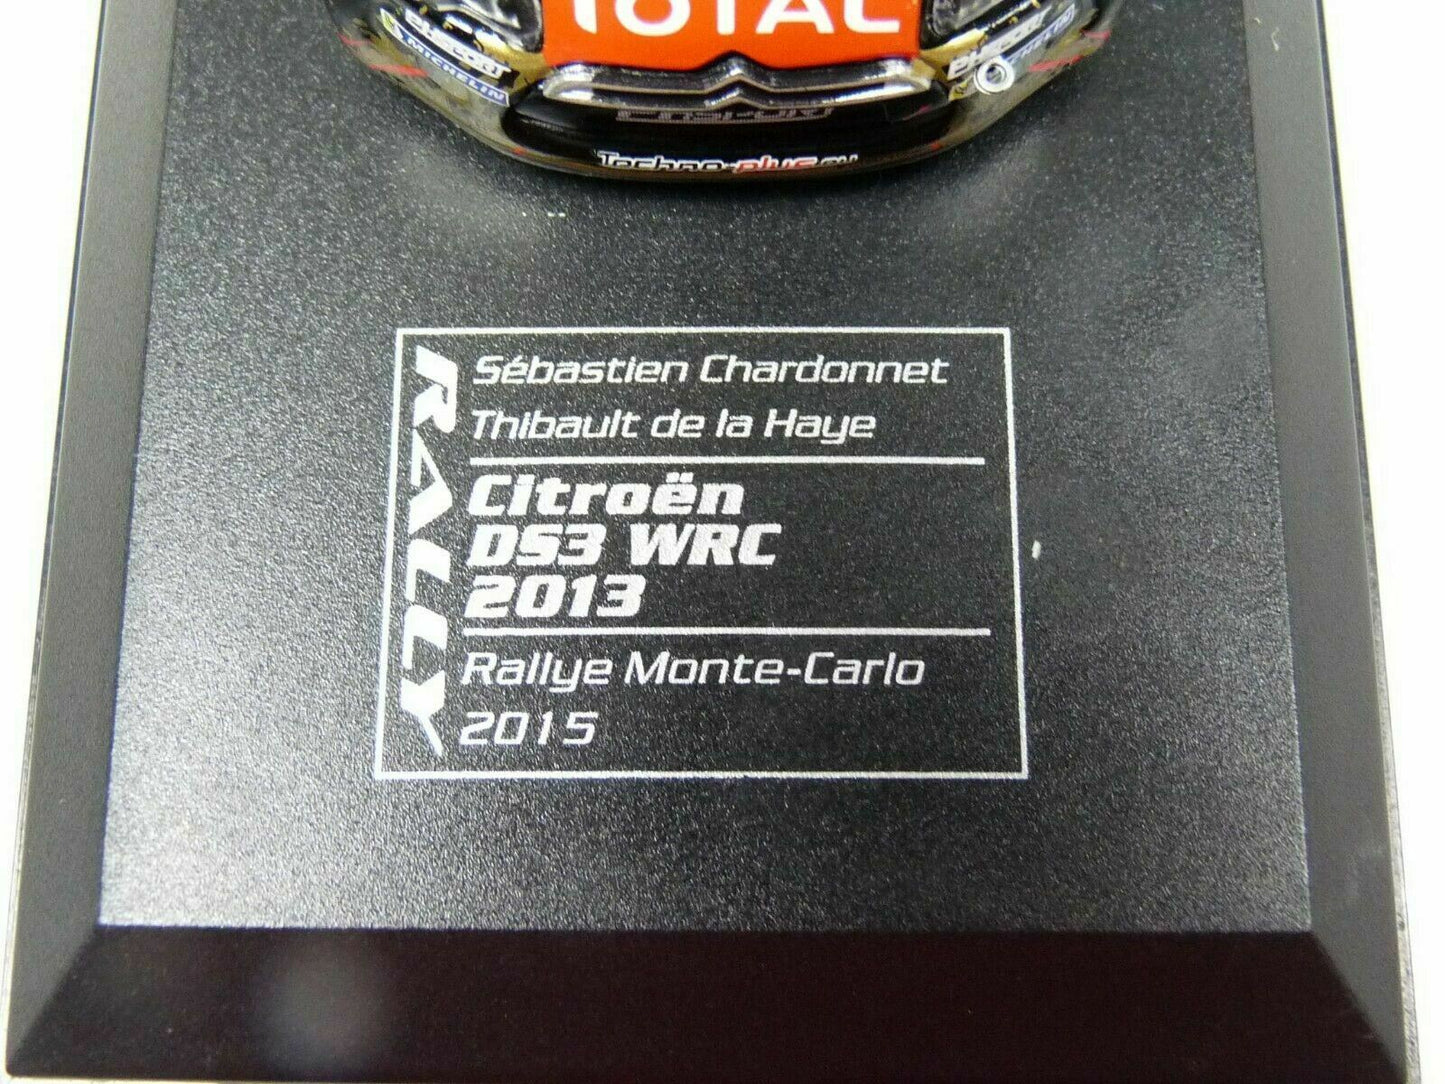 TOTAL
MICHELIN
Techno-plus.eu
RALLY
Sébastien Chardonnet
Thibault de la Haye
Citroën
DS3 WRC
2013
Rallye Monte-Carlo
2015